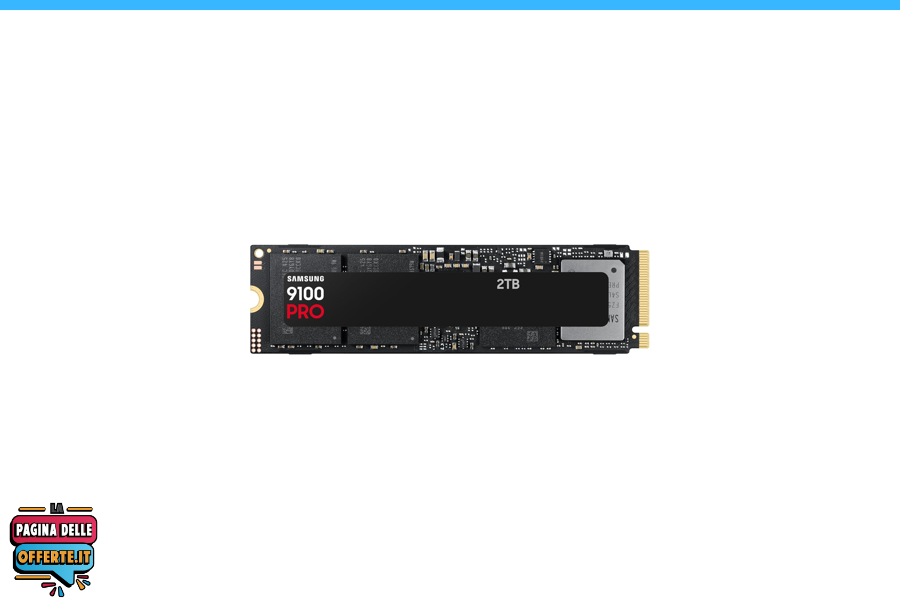 SAMSUNG
9100
PRO
2TB
LA
PAGINA DELLE
OFFERTE.IT